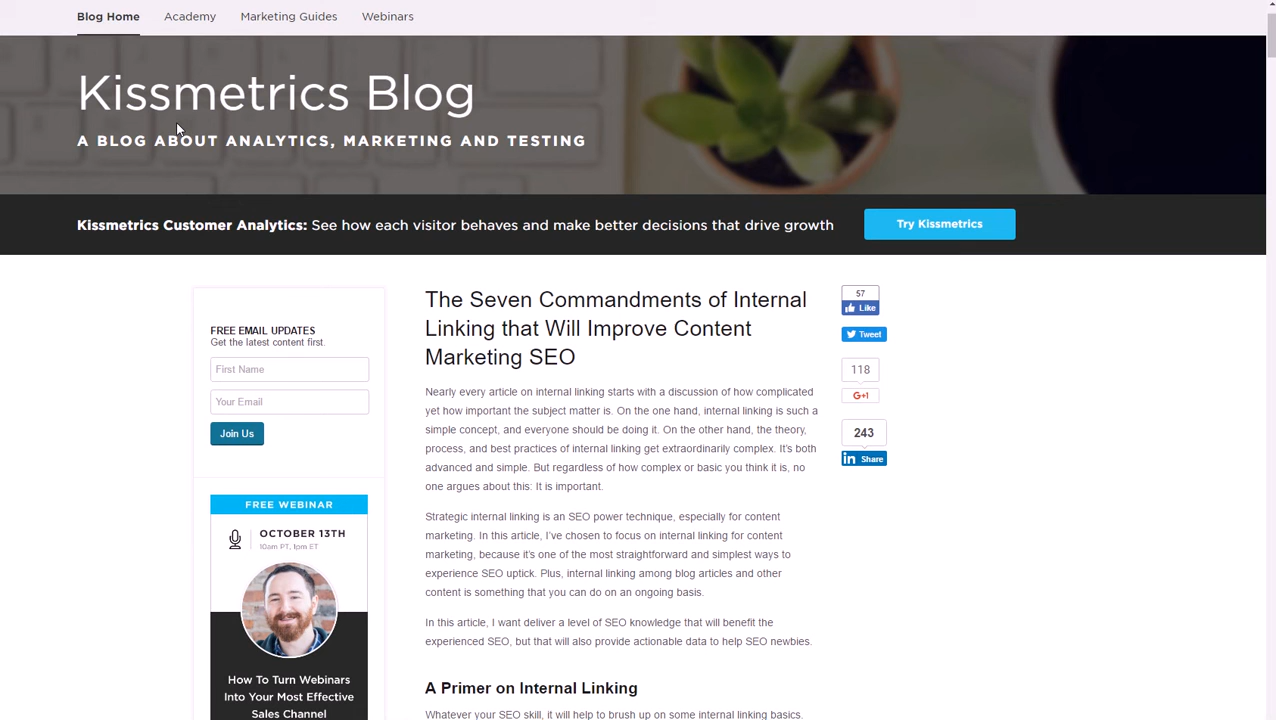 Blog Home Academy Marketing Guides Webinars
Kissmetrics Blog
A BLOG ABOUT ANALYTICS, MARKETING AND TESTING
Kissmetrics Customer Analytics: See how each visitor behaves and make better decisions that drive growth
Try Kissmetrics
FREE EMAIL UPDATES
Get the latest content first.
First Name
Your Email
Join Us
FREE WEBINAR
OCTOBER 13TH
10am PT, 1pm ET
How To Turn Webinars
Into Your Most Effective
Sales Channel
The Seven Commandments of Internal
Linking that Will Improve Content
Marketing SEO
Nearly every article on internal linking starts with a discussion of how complicated
yet how important the subject matter is. On the one hand, internal linking is such a
simple concept, and everyone should be doing it. On the other hand, the theory,
process, and best practices of internal linking get extraordinarily complex. It's both
advanced and simple. But regardless of how complex or basic you think it is, no
one argues about this: It is important.
Strategic internal linking is an SEO power technique, especially for content
marketing. In this article, I've chosen to focus on internal linking for content
marketing, because it's one of the most straightforward and simplest ways to
experience SEO uptick. Plus, internal linking among blog articles and other
content is something that you can do on an ongoing basis.
In this article, I want deliver a level of SEO knowledge that will benefit the
experienced SEO, but that will also provide actionable data to help SEO newbies.
A Primer on Internal Linking
Whatever your SEO skill, it will help to brush up on some internal linking basics.
57
Like
Tweet
118
G+1
243
in Share